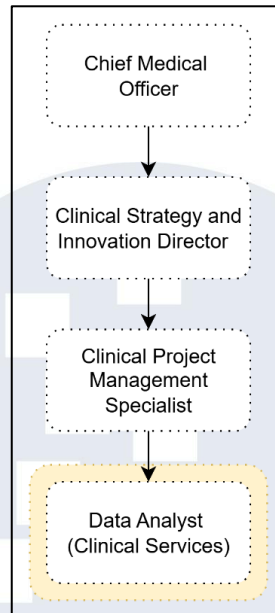 Chief Medical
Officer
Clinical Strategy and
Innovation Director
Clinical Project
Management
Specialist
Data Analyst
(Clinical Services)